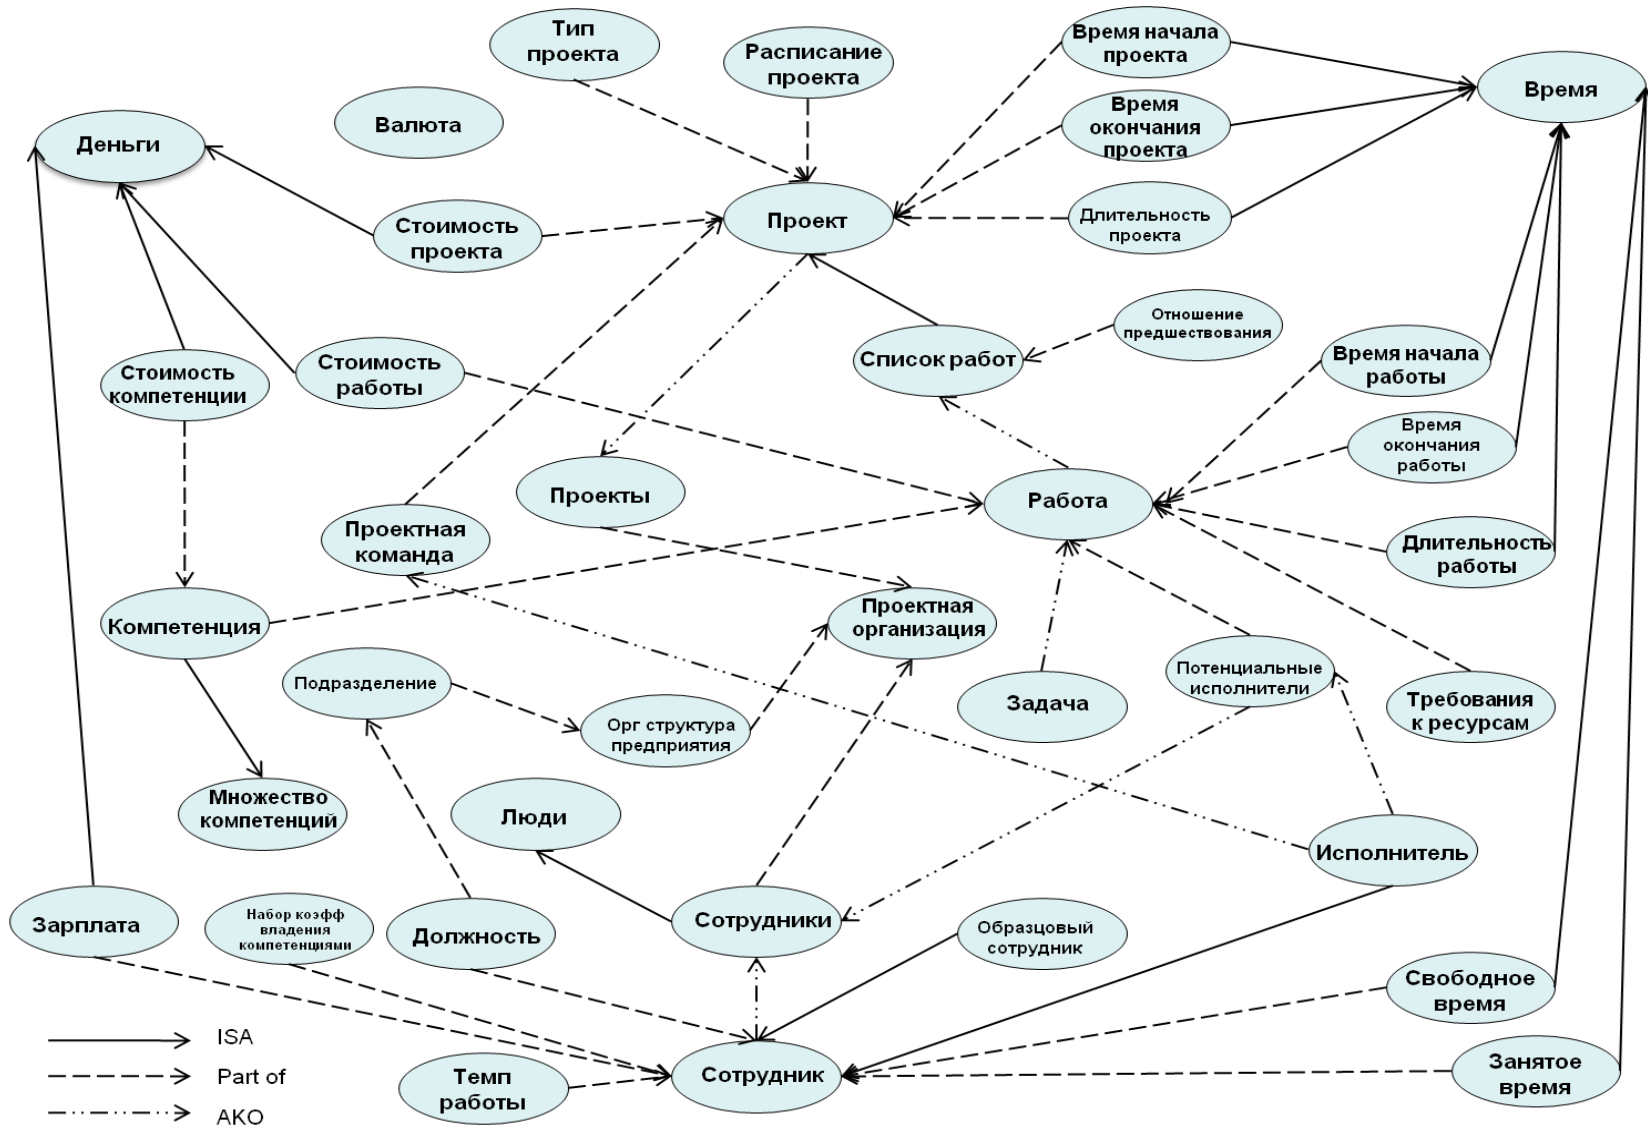 Тип
проекта
Расписание
проекта
Время начала
проекта
Время
Валюта
Время
окончания
проекта
Деньги
Стоимость
проекта
Проект
Длительность
проекта
Отношение
предшествования
Стоимость
компетенции
Стоимость
работы
Список работ
Время начала
работы
Время
окончания
работы
Проекты
Работа
Проектная
команда
Длительность
работы
Компетенция
Проектная
организация
Подразделение
Орг структура
предприятия
Задача
Потенциальные
исполнители
Требования
к ресурсам
Множество
компетенций
Люди
Исполнитель
Зарплата
Набор коэфф
владения
компетенциями
Должность
Сотрудники
Образцовый
сотрудник
Свободное
время
ISA
Part of
AKO
Темп
работы
Сотрудник
Занятое
время